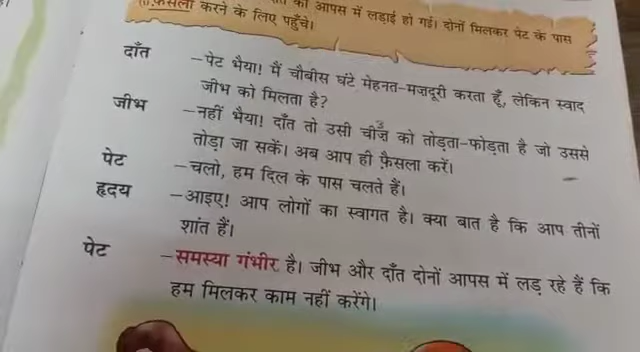 फ़ैसला करने के लिए पहुँचे।
की आपस में लड़ाई हो गई। दोनों मिलकर पेट के पास
दाँत –पेट भैया! मैं चौबीस घंटे मेहनत-मज़दूरी करता हूँ, लेकिन स्वाद
जीभ को मिलता है?
जीभ –नहीं भैया! दाँत तो उसी चीज़ को तोड़ता-फोड़ता है जो उससे
तोड़ा जा सकें। अब आप ही फ़ैसला करें।
पेट –चलो, हम दिल के पास चलते हैं।
हृदय –आइए! आप लोगों का स्वागत है। क्या बात है कि आप तीनों
शांत हैं।
पेट –समस्या गंभीर है। जीभ और दाँत दोनों आपस में लड़ रहे हैं कि
हम मिलकर काम नहीं करेंगे।